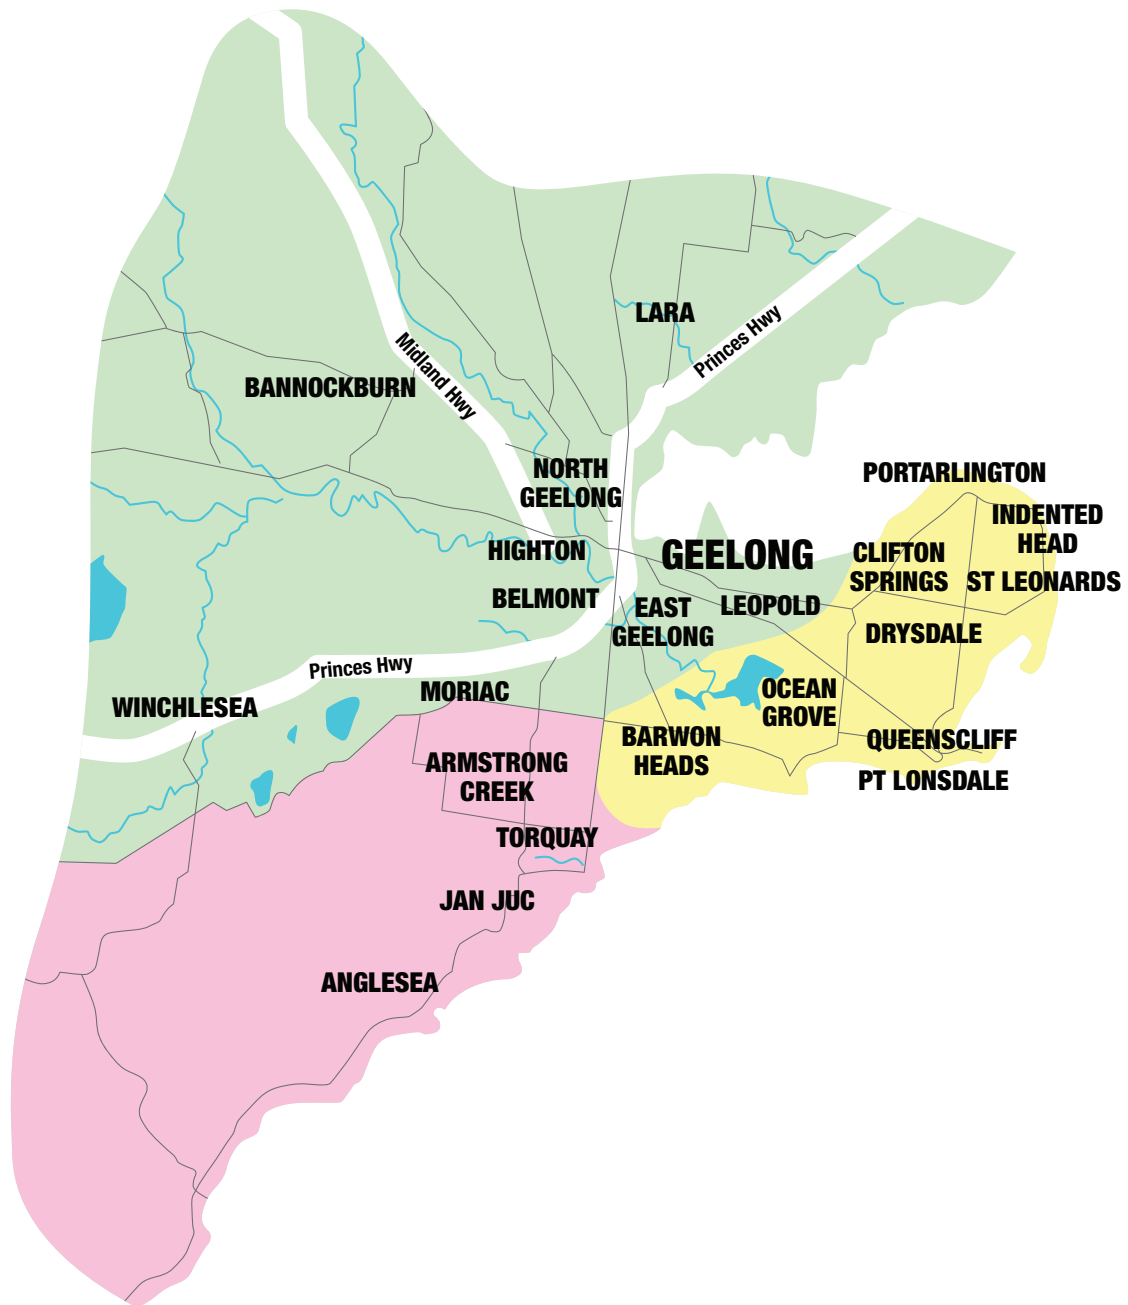 LARA
Princes Hwy
Midland Hwy
BANNOCKBURN
NORTH
GEELONG
PORTARLINGTON
INDENTED
HEAD
HIGHTON
GEELONG
CLIFTON
SPRINGS
ST LEONARDS
BELMONT
EAST
GEELONG
LEOPOLD
DRYSDALE
Princes Hwy
MORIAC
WINCHLESEA
OCEAN
GROVE
BARWON
HEADS
QUEENSCLIFF
ARMSTRONG
CREEK
PT LONSDALE
TORQUAY
JAN JUC
ANGLESEA